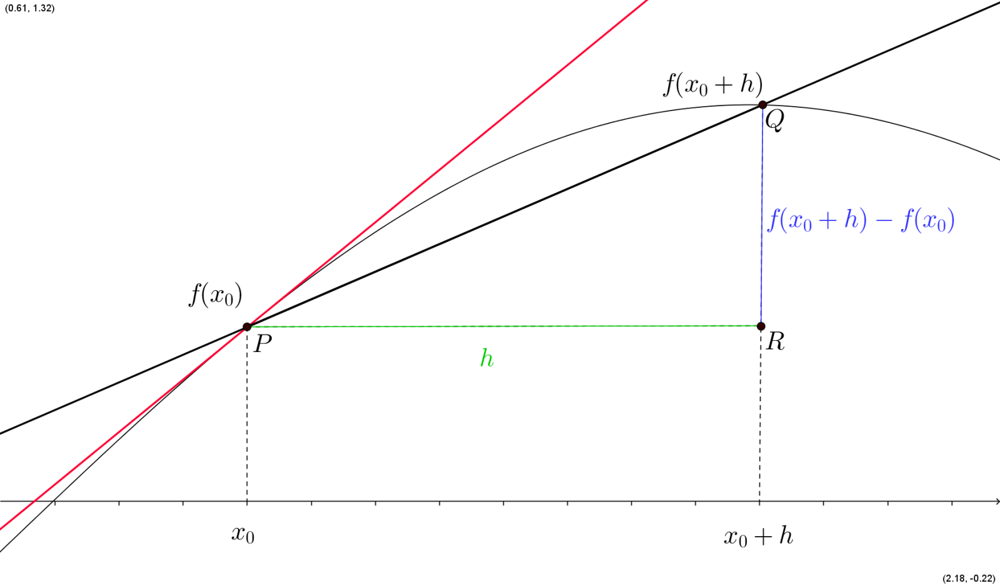 (0.61, 1.32)
f(x₀ + h)
Q
f(x₀ + h) − f(x₀)
f(x₀)
P
R
h
x₀
x₀ + h
(2.18, -0.22)